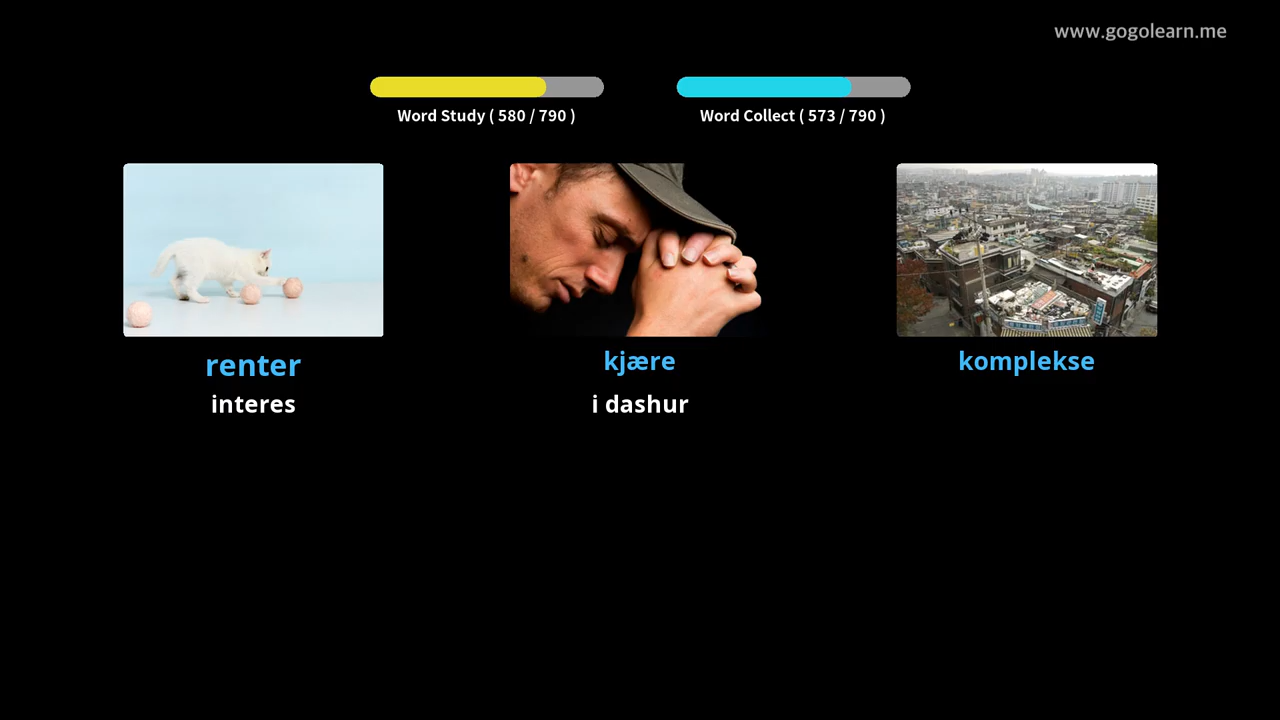 www.gogolearn.me
Word Study ( 580 / 790 )
Word Collect ( 573 / 790 )
renter
kjære
komplekse
interes
i dashur